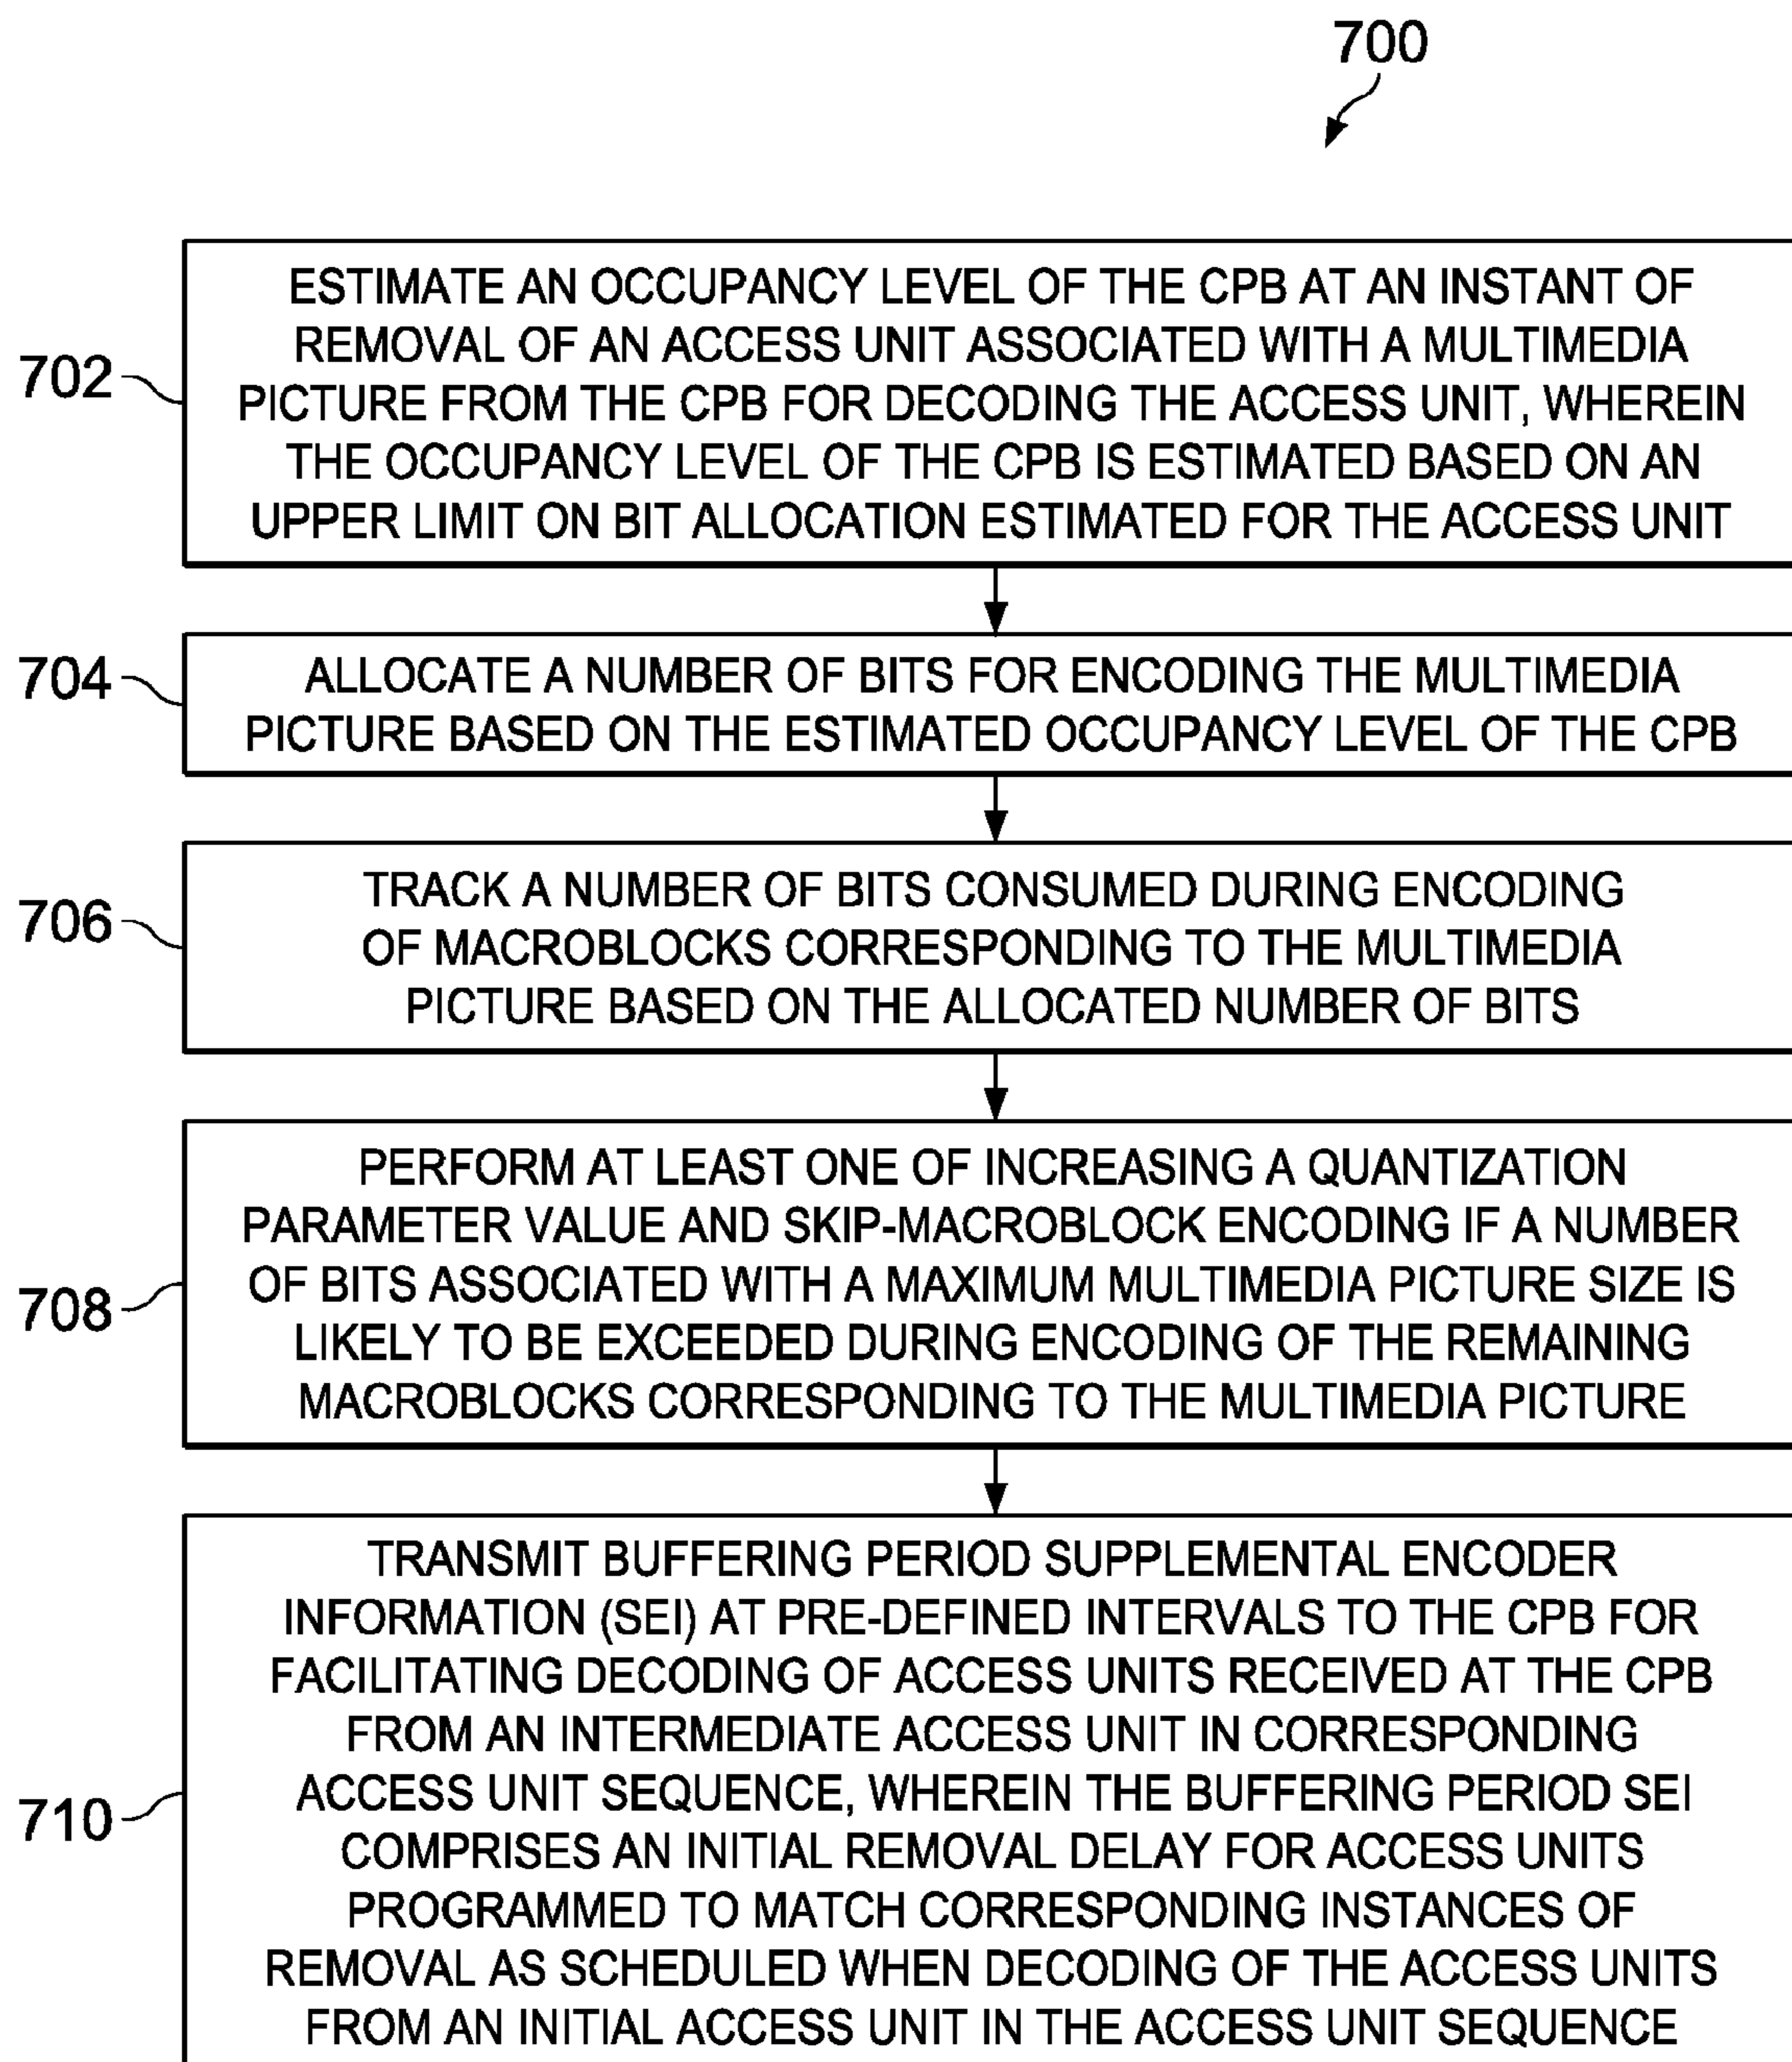 700
702
ESTIMATE AN OCCUPANCY LEVEL OF THE CPB AT AN INSTANT OF
REMOVAL OF AN ACCESS UNIT ASSOCIATED WITH A MULTIMEDIA
PICTURE FROM THE CPB FOR DECODING THE ACCESS UNIT, WHEREIN
THE OCCUPANCY LEVEL OF THE CPB IS ESTIMATED BASED ON AN
UPPER LIMIT ON BIT ALLOCATION ESTIMATED FOR THE ACCESS UNIT
704
ALLOCATE A NUMBER OF BITS FOR ENCODING THE MULTIMEDIA
PICTURE BASED ON THE ESTIMATED OCCUPANCY LEVEL OF THE CPB
706
TRACK A NUMBER OF BITS CONSUMED DURING ENCODING
OF MACROBLOCKS CORRESPONDING TO THE MULTIMEDIA
PICTURE BASED ON THE ALLOCATED NUMBER OF BITS
708
PERFORM AT LEAST ONE OF INCREASING A QUANTIZATION
PARAMETER VALUE AND SKIP-MACROBLOCK ENCODING IF A NUMBER
OF BITS ASSOCIATED WITH A MAXIMUM MULTIMEDIA PICTURE SIZE IS
LIKELY TO BE EXCEEDED DURING ENCODING OF THE REMAINING
MACROBLOCKS CORRESPONDING TO THE MULTIMEDIA PICTURE
710
TRANSMIT BUFFERING PERIOD SUPPLEMENTAL ENCODER
INFORMATION (SEI) AT PRE-DEFINED INTERVALS TO THE CPB FOR
FACILITATING DECODING OF ACCESS UNITS RECEIVED AT THE CPB
FROM AN INTERMEDIATE ACCESS UNIT IN CORRESPONDING
ACCESS UNIT SEQUENCE, WHEREIN THE BUFFERING PERIOD SEI
COMPRISES AN INITIAL REMOVAL DELAY FOR ACCESS UNITS
PROGRAMMED TO MATCH CORRESPONDING INSTANCES OF
REMOVAL AS SCHEDULED WHEN DECODING OF THE ACCESS UNITS
FROM AN INITIAL ACCESS UNIT IN THE ACCESS UNIT SEQUENCE